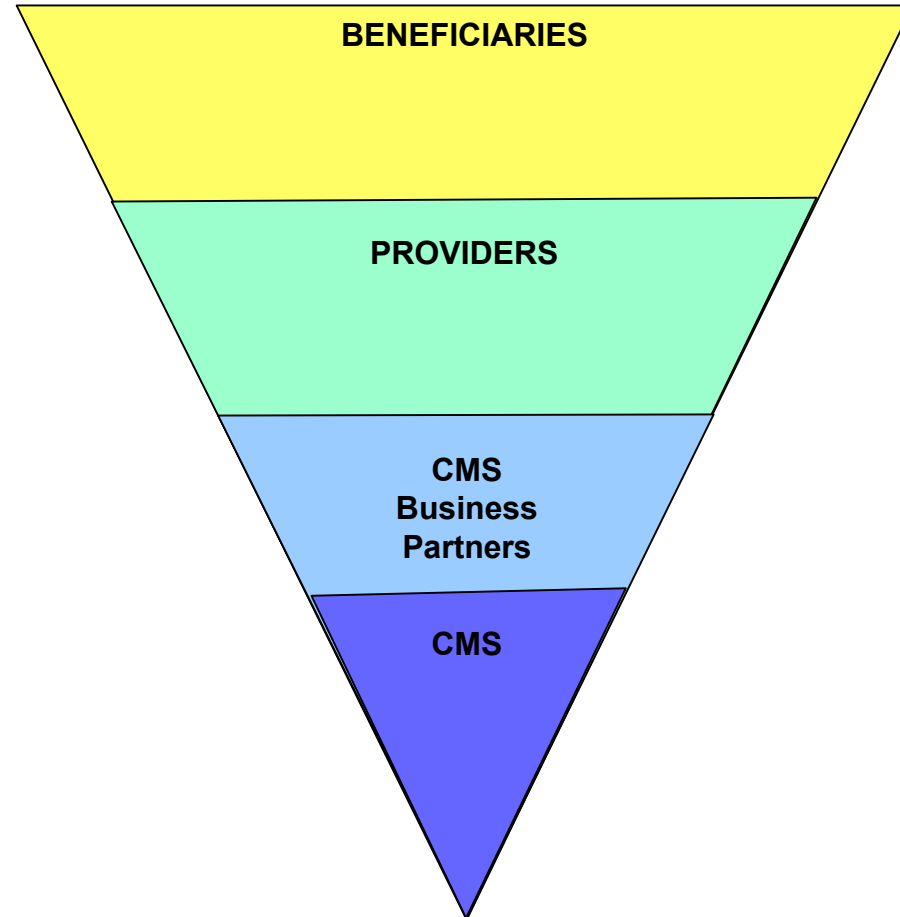 BENEFICIARIES
PROVIDERS
CMS
Business
Partners
CMS